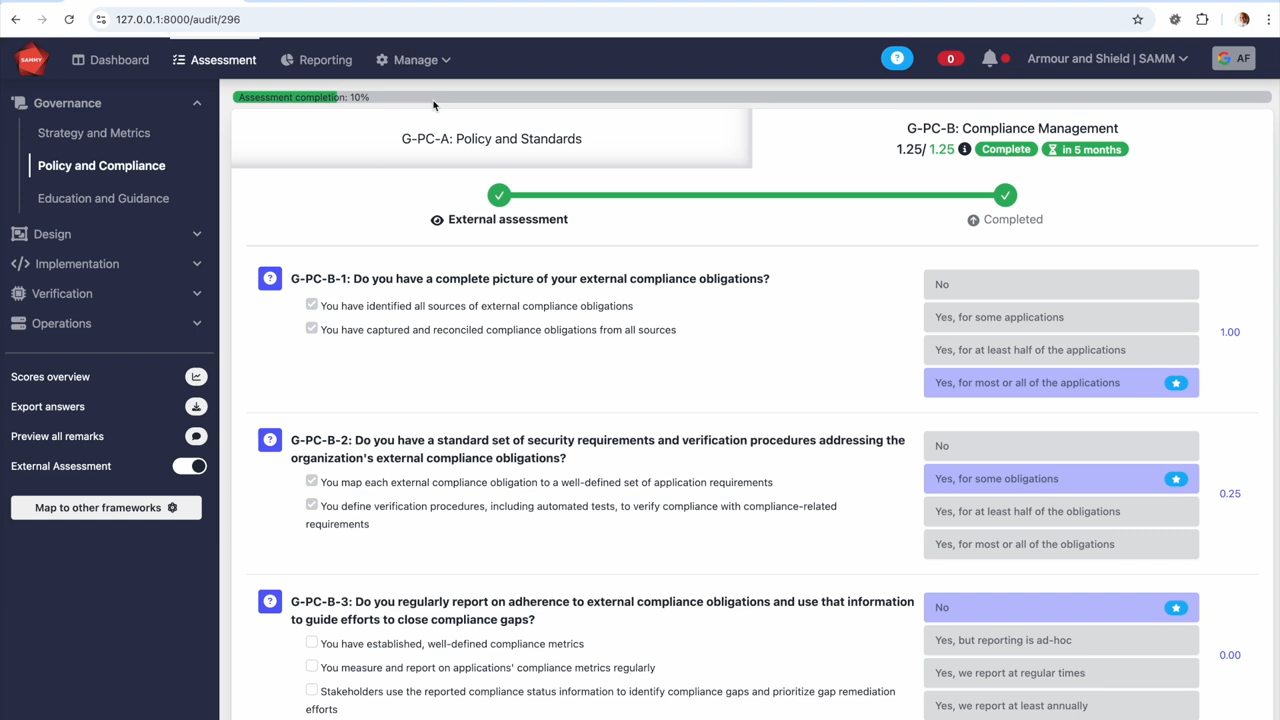 127.0.0.1:8000/audit/296
SAMMY
Dashboard
Assessment
Reporting
Manage
?
0
Armour and Shield | SAMM
AF
Governance
Strategy and Metrics
Policy and Compliance
Education and Guidance
Design
Implementation
Verification
Operations
Scores overview
Export answers
Preview all remarks
External Assessment
Map to other frameworks
Assessment completion: 10%
G-PC-A: Policy and Standards
G-PC-B: Compliance Management
1.25/ 1.25 Complete in 5 months
External assessment
Completed
? G-PC-B-1: Do you have a complete picture of your external compliance obligations?
You have identified all sources of external compliance obligations
You have captured and reconciled compliance obligations from all sources
No
Yes, for some applications
Yes, for at least half of the applications
Yes, for most or all of the applications
1.00
? G-PC-B-2: Do you have a standard set of security requirements and verification procedures addressing the
organization's external compliance obligations?
You map each external compliance obligation to a well-defined set of application requirements
You define verification procedures, including automated tests, to verify compliance with compliance-related
requirements
No
Yes, for some obligations
Yes, for at least half of the obligations
Yes, for most or all of the obligations
0.25
? G-PC-B-3: Do you regularly report on adherence to external compliance obligations and use that information
to guide efforts to close compliance gaps?
You have established, well-defined compliance metrics
You measure and report on applications' compliance metrics regularly
Stakeholders use the reported compliance status information to identify compliance gaps and prioritize gap remediation
efforts
No
Yes, but reporting is ad-hoc
Yes, we report at regular times
Yes, we report at least annually
0.00